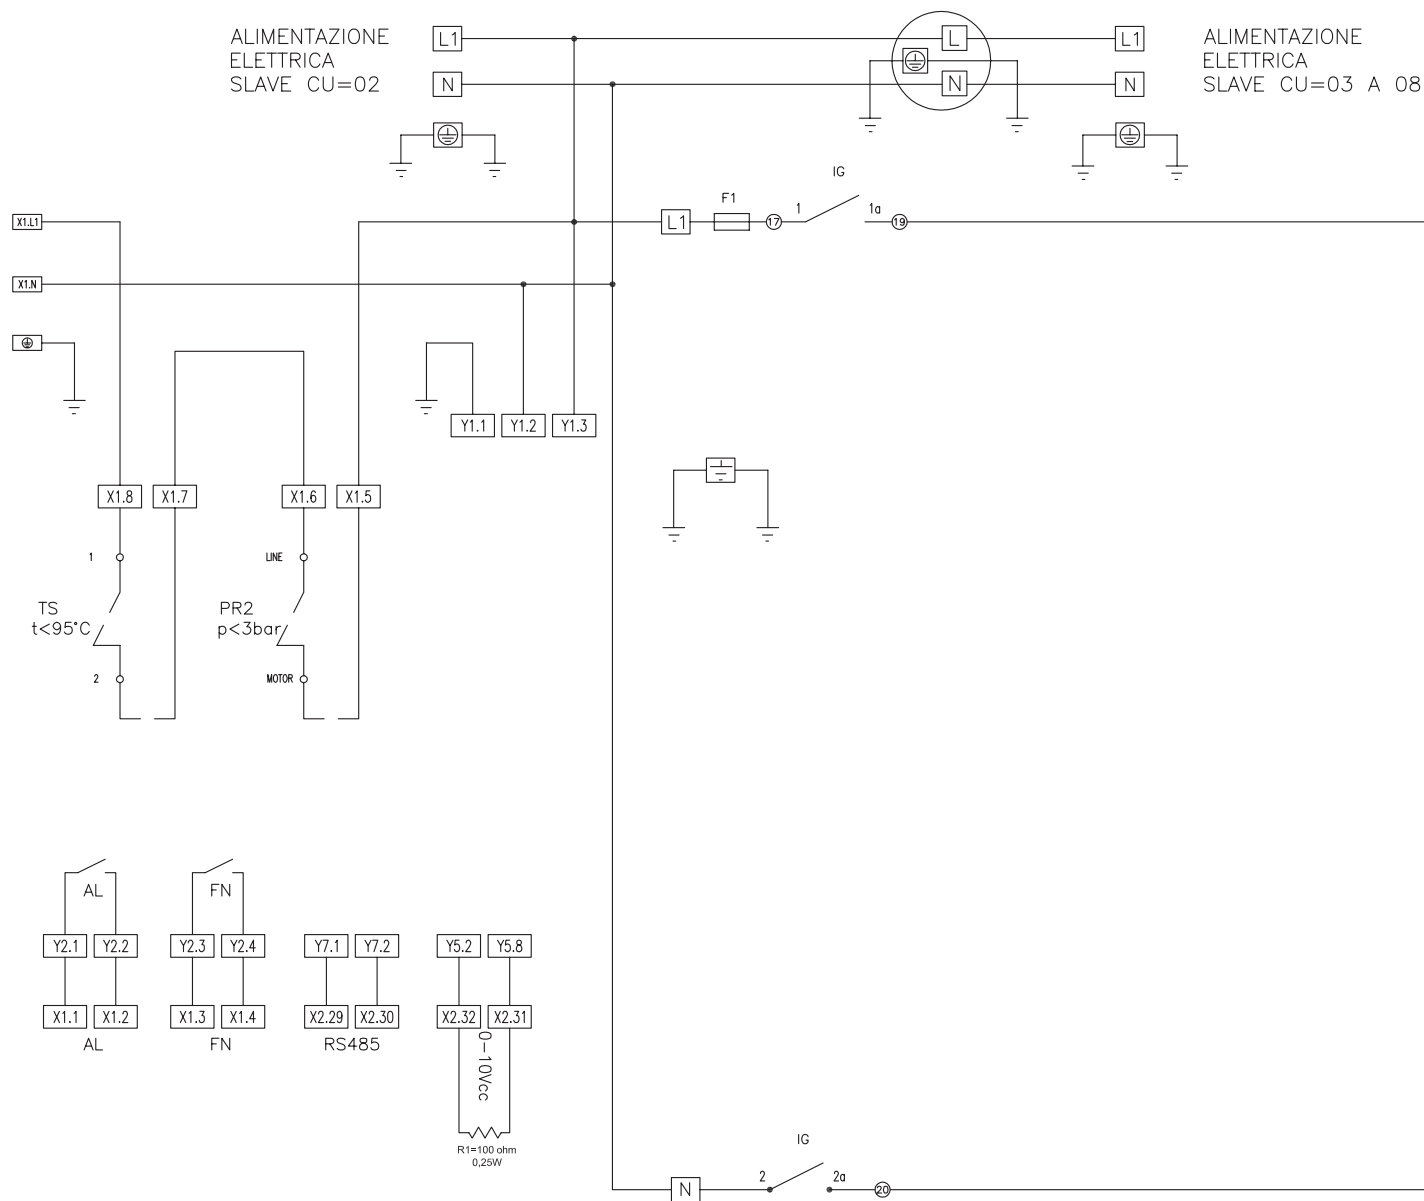 ALIMENTAZIONE
ELETTRICA
SLAVE CU=02
L1
N
L
N
L1
N
ALIMENTAZIONE
ELETTRICA
SLAVE CU=03 A 08
X1.L1
X1.N
L1
F1
17
1
IG
1a
19
Y1.1
Y1.2
Y1.3
X1.8
X1.7
X1.6
X1.5
1
TS
t<95°C
2
LINE
PR2
p<3bar
MOTOR
AL
FN
Y2.1
Y2.2
Y2.3
Y2.4
Y7.1
Y7.2
Y5.2
Y5.8
X1.1
X1.2
X1.3
X1.4
X2.29
X2.30
X2.32
X2.31
AL
FN
RS485
0-10Vcc
R1=100 ohm
0,25W
N
2
IG
2a
20